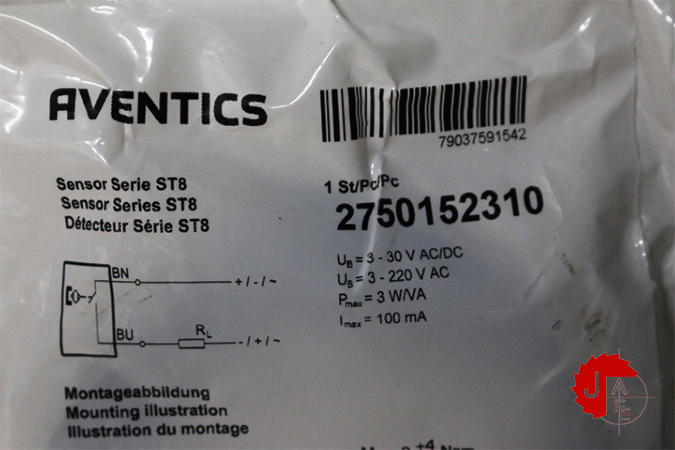 AVENTICS
79037591542
Sensor Serie ST8
Sensor Series ST8
Détecteur Série ST8
1 St/Pc/Pc
2750152310
U_B = 3 - 30 V AC/DC
U_B = 3 - 220 V AC
P_max = 3 W/VA
I_max = 100 mA
BN
+ / - / ~
BU
R_L
- / + / ~
Montageabbildung
Mounting illustration
Illustration du montage
+4
J